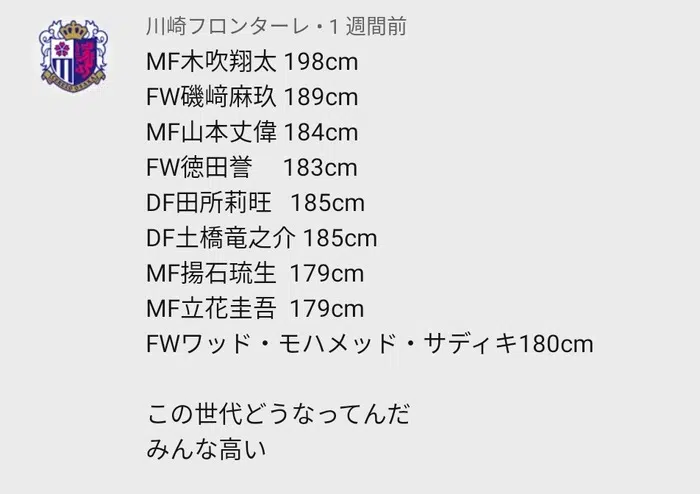 川崎フロンターレ・1 週間前
MF木吹翔太 198cm
FW磯﨑麻玖 189cm
MF山本丈偉 184cm
FW徳田誉 183cm
DF田所莉旺 185cm
DF土橋竜之介 185cm
MF揚石琉生 179cm
MF立花圭吾 179cm
FWワッド・モハメッド・サディキ180cm
この世代どうなってんだ
みんな高い